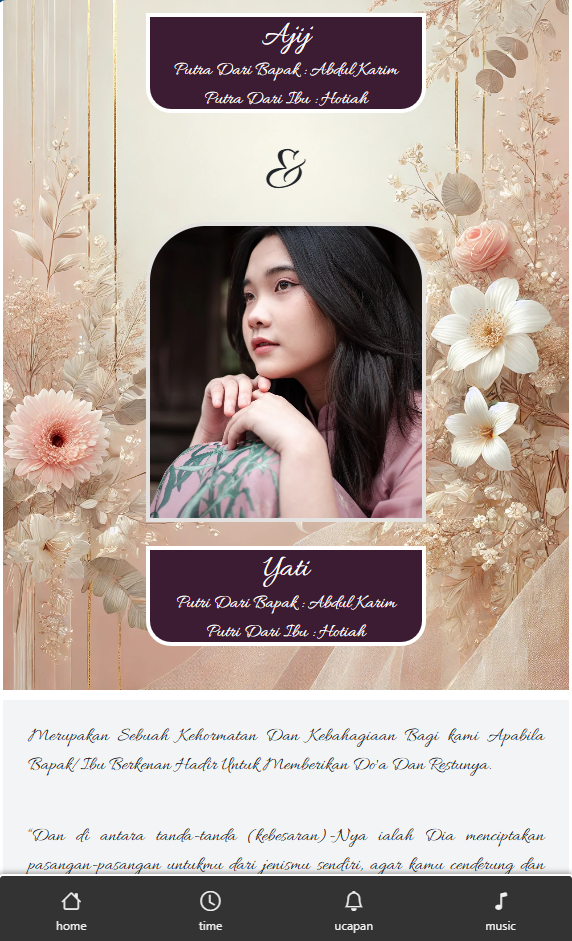 Ajij
Putra Dari Bapak : Abdul Karim
Putra Dari Ibu : Hotiah
&
Yati
Putri Dari Bapak : Abdul Karim
Putri Dari Ibu : Hotiah
Merupakan Sebuah Kehormatan Dan Kebahagiaan Bagi kami Apabila
Bapak/ Ibu Berkenan Hadir Untuk Memberikan Do'a Dan Restunya.
"Dan di antara tanda-tanda (kebesaran)-Nya ialah Dia menciptakan
pasangan-pasangan untukmu dari jenismu sendiri, agar kamu cenderung dan
home
time
ucapan
music